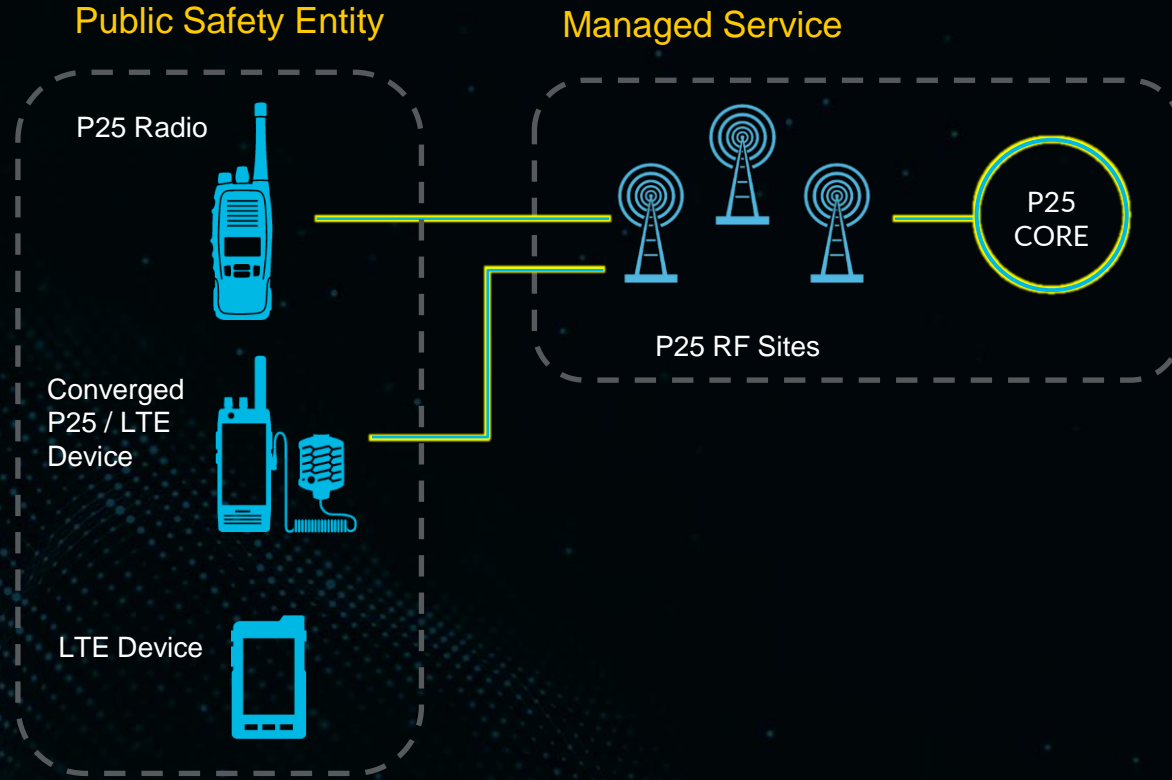 Public Safety Entity
Managed Service
P25 Radio
P25
CORE
P25 RF Sites
Converged
P25 / LTE
Device
LTE Device